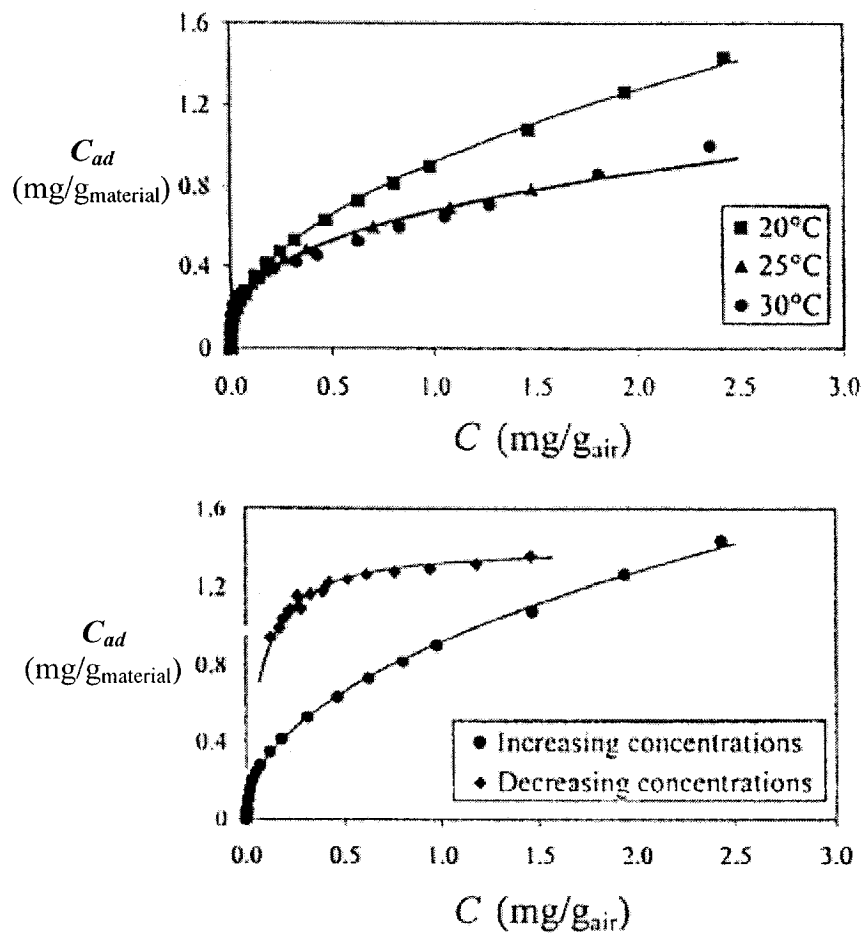 1.6
1.2
C_ad
(mg/g_material)
0.8
0.4
0
20°C
25°C
30°C
0.0 0.5 1.0 1.5 2.0 2.5 3.0
C (mg/g_air)
1.6
1.2
C_ad
(mg/g_material)
0.8
0.4
0
Increasing concentrations
Decreasing concentrations
0.0 0.5 1.0 1.5 2.0 2.5 3.0
C (mg/g_air)